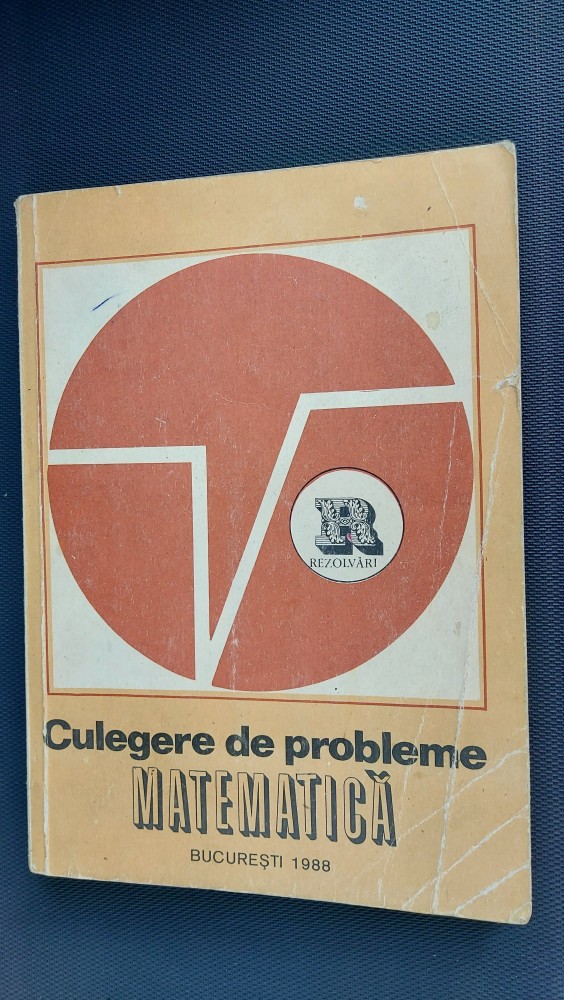 R
REZOLVĂRI
Culegere de probleme
MATEMATICĂ
BUCUREȘTI 1988